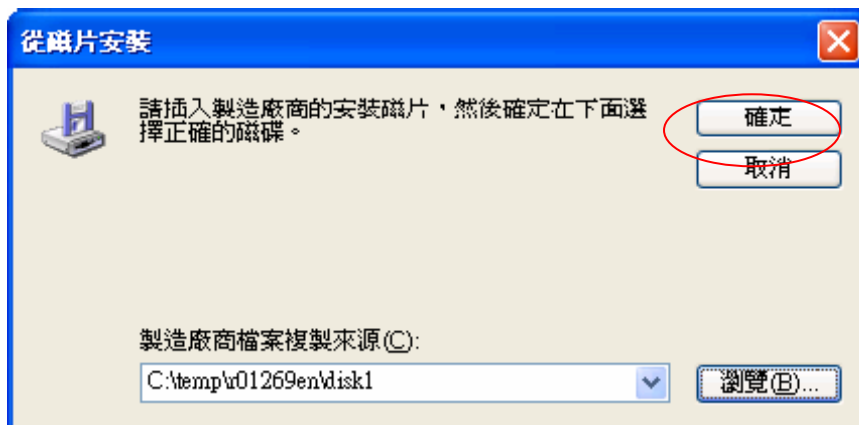 從磁片安裝
請插入製造廠商的安裝磁片，然後確定在下面選
擇正確的磁碟。
確定
取消
製造廠商檔案複製來源(C):
C:\temp\r01269en\disk1
瀏覽(B)...